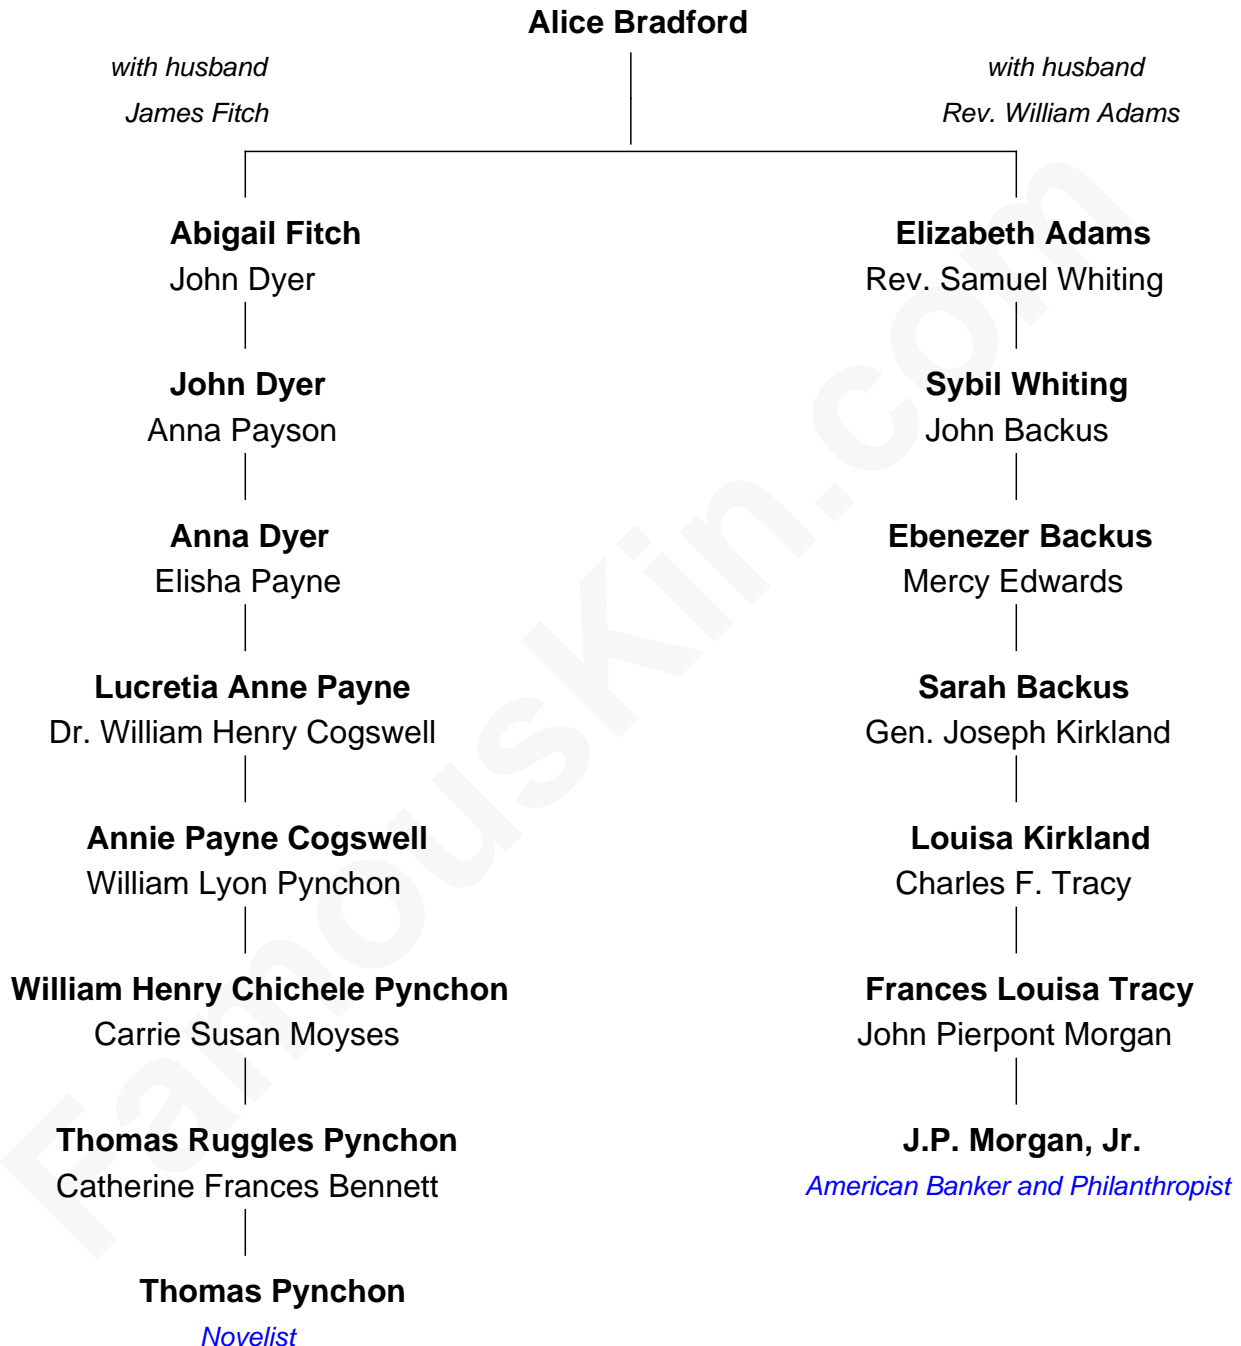 Alice Bradford
with husband
James Fitch
with husband
Rev. William Adams
Abigail Fitch
John Dyer
Elizabeth Adams
Rev. Samuel Whiting
John Dyer
Anna Payson
Sybil Whiting
John Backus
Anna Dyer
Elisha Payne
Ebenezer Backus
Mercy Edwards
Lucretia Anne Payne
Dr. William Henry Cogswell
Sarah Backus
Gen. Joseph Kirkland
Annie Payne Cogswell
William Lyon Pynchon
Louisa Kirkland
Charles F. Tracy
William Henry Chichele Pynchon
Carrie Susan Moyses
Frances Louisa Tracy
John Pierpont Morgan
Thomas Ruggles Pynchon
Catherine Frances Bennett
J.P. Morgan, Jr.
American Banker and Philanthropist
Thomas Pynchon
Novelist
FamousKin.com